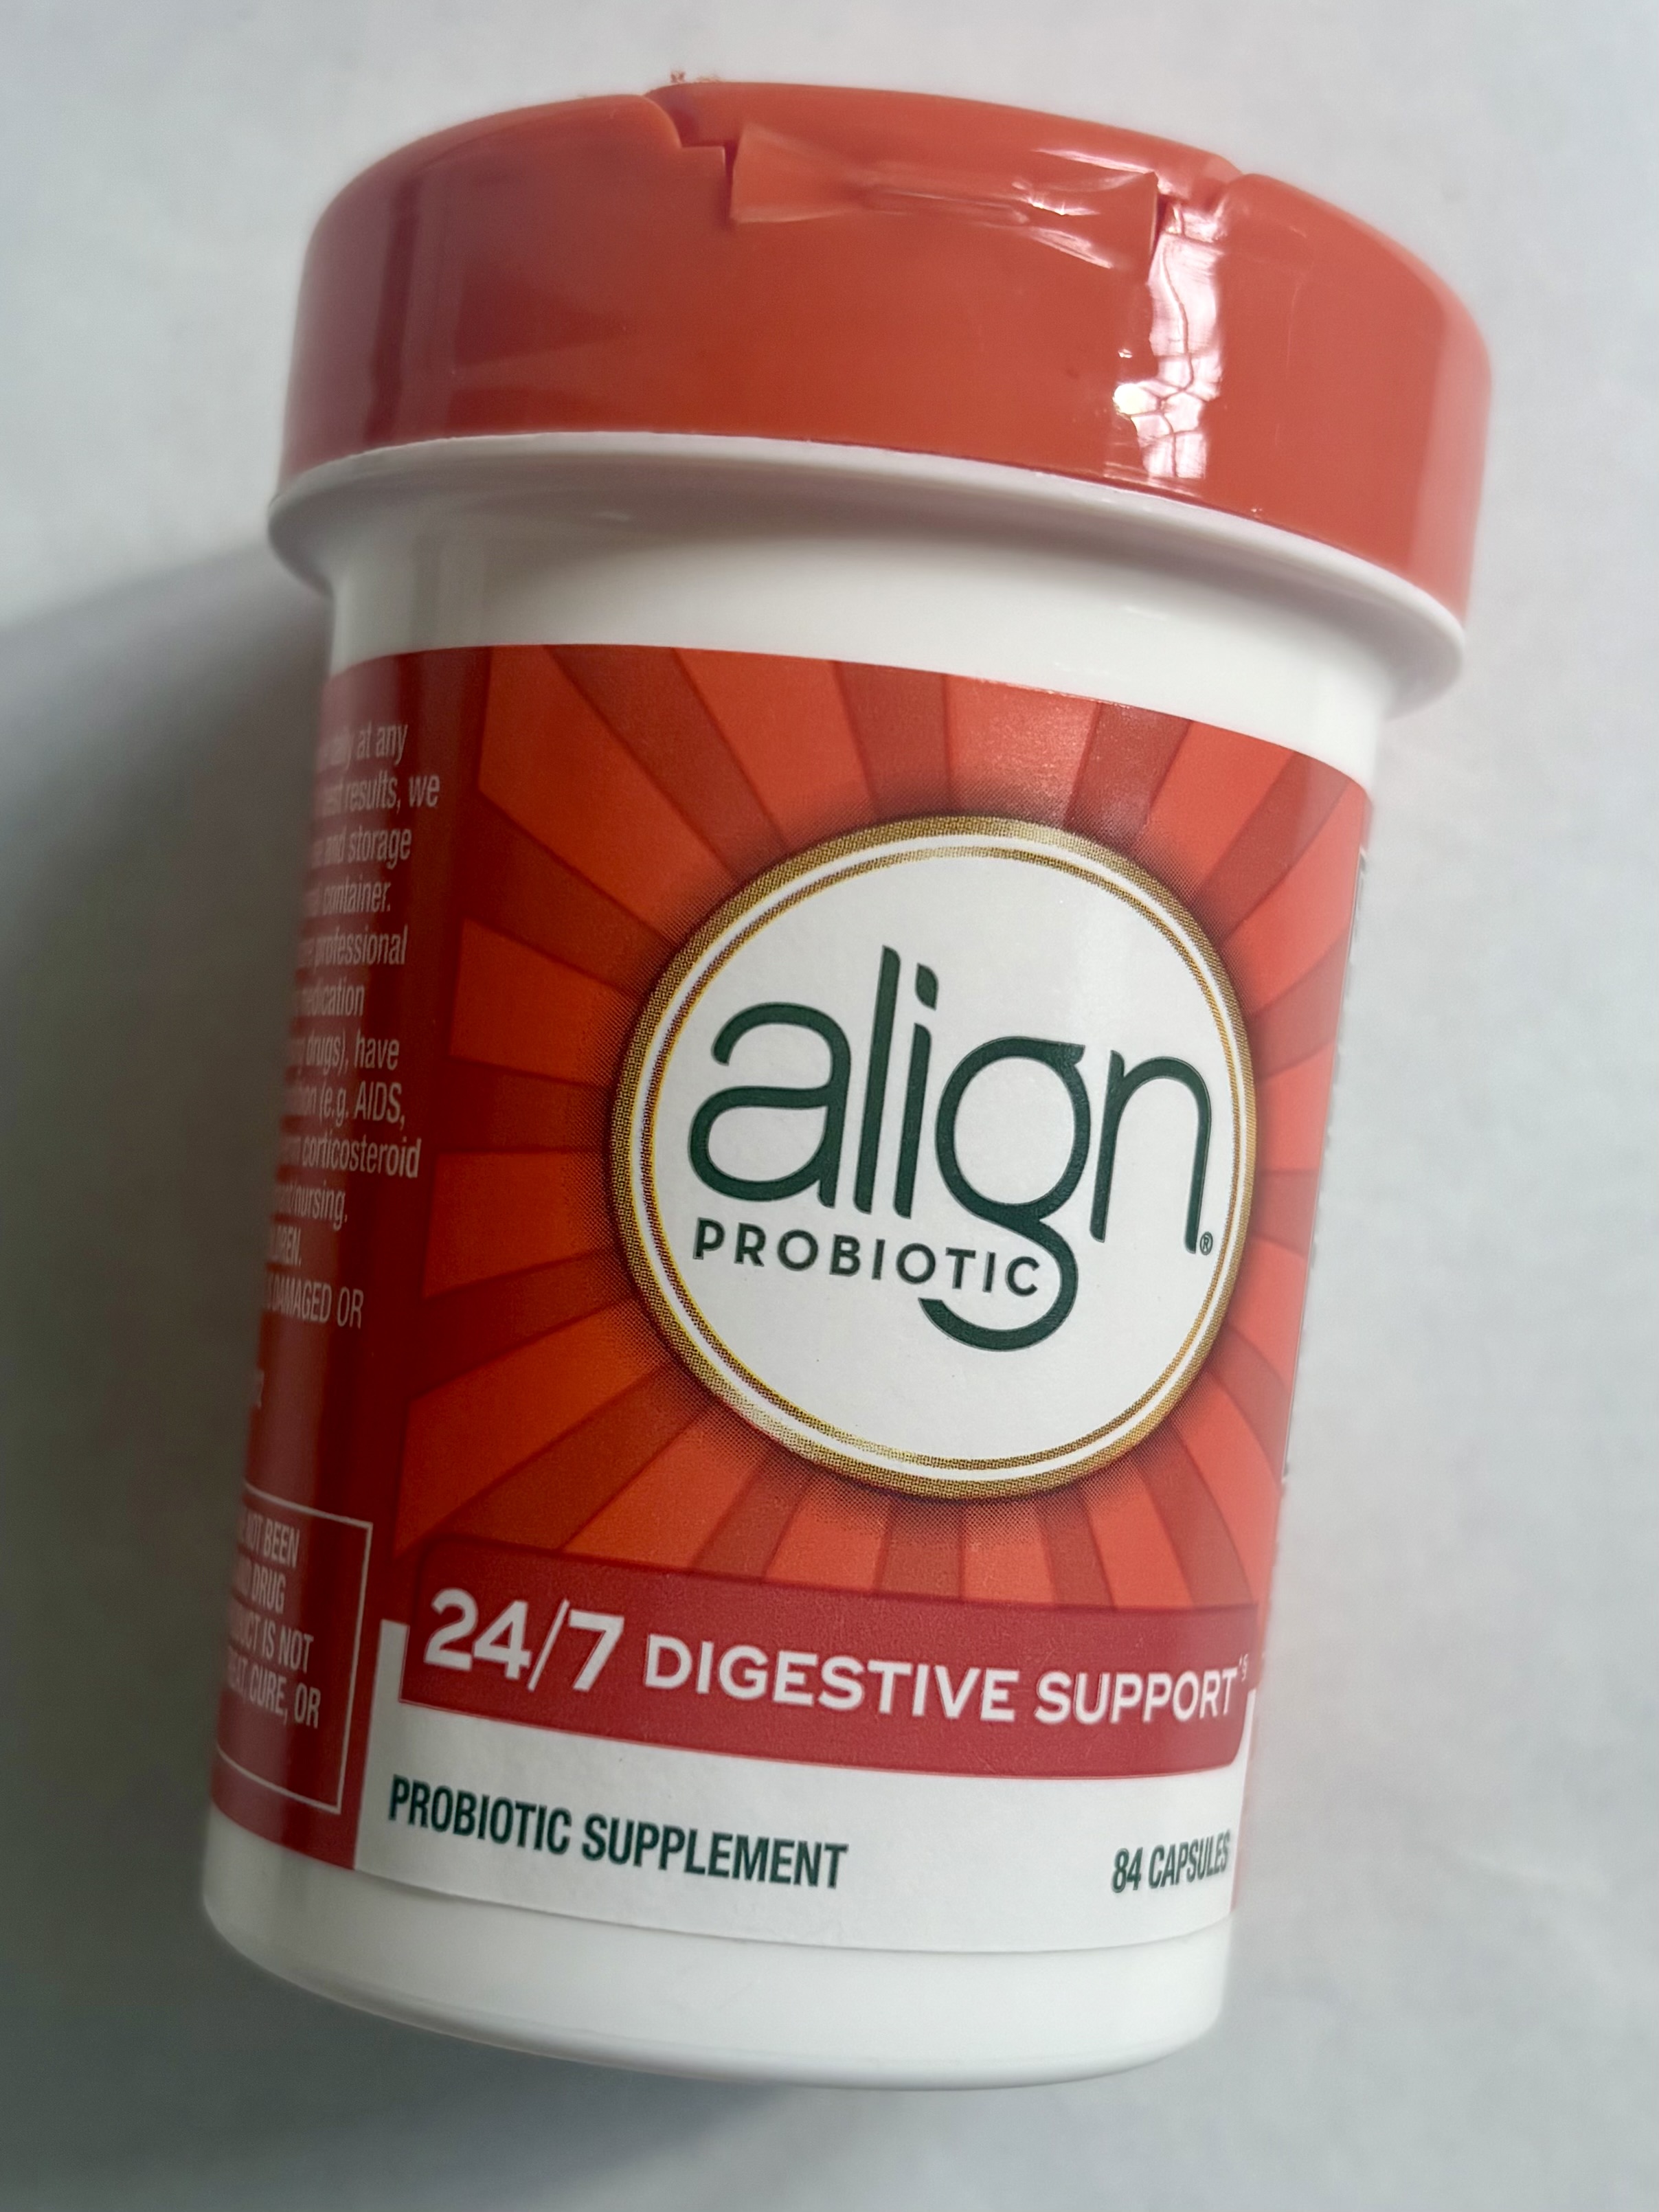 at any
results, we
and storage
container.
professional
medication
drugs), have
(e.g. AIDS,
corticosteroid
nursing.
DAMAGED OR
NOT BEEN
DRUG
IS NOT
CURE, OR
align®
PROBIOTIC
24/7 DIGESTIVE SUPPORT*§
PROBIOTIC SUPPLEMENT
84 CAPSULES